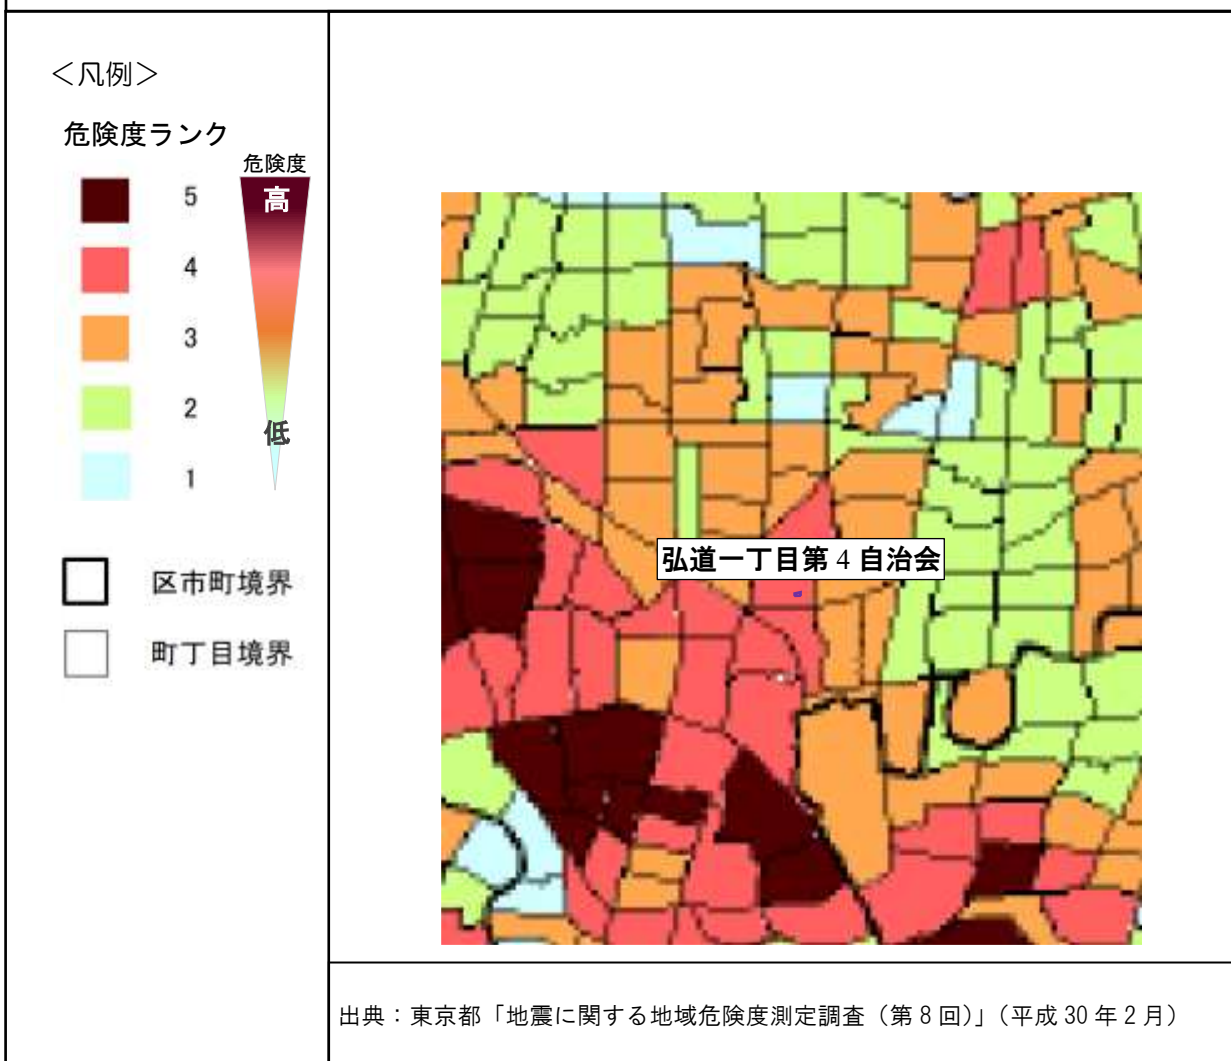 ＜凡例＞
危険度ランク
危険度
高
5
4
3
2
1
低
区市町境界
町丁目境界
弘道一丁目第 4 自治会
出典：東京都「地震に関する地域危険度測定調査（第 8 回）」（平成 30 年 2 月）